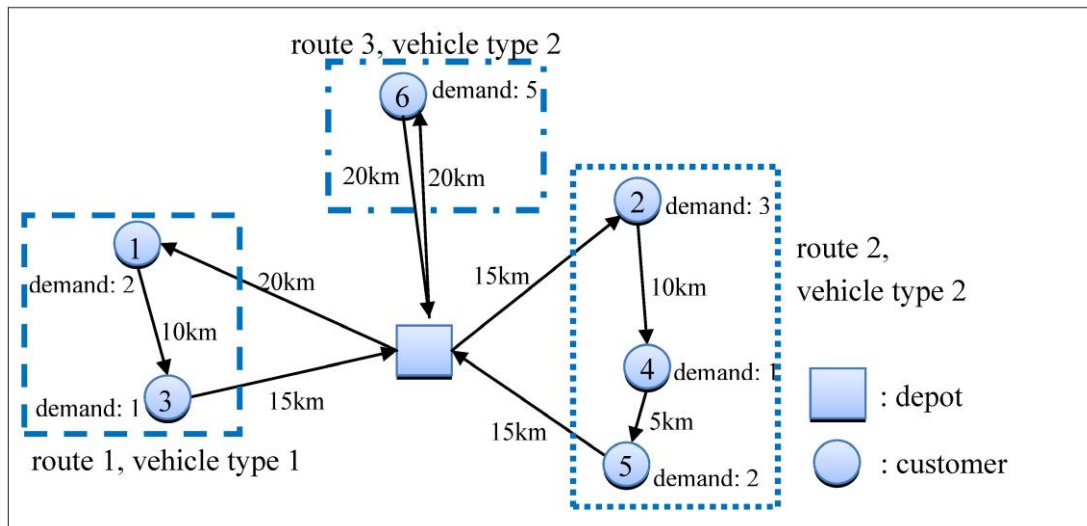 route 3, vehicle type 2
6
demand: 5
20km
20km
2
demand: 3
1
demand: 2
20km
15km
10km
route 2,
vehicle type 2
10km
4
demand: 1
3
demand: 1
15km
15km
5km
5
demand: 2
: depot
: customer
route 1, vehicle type 1